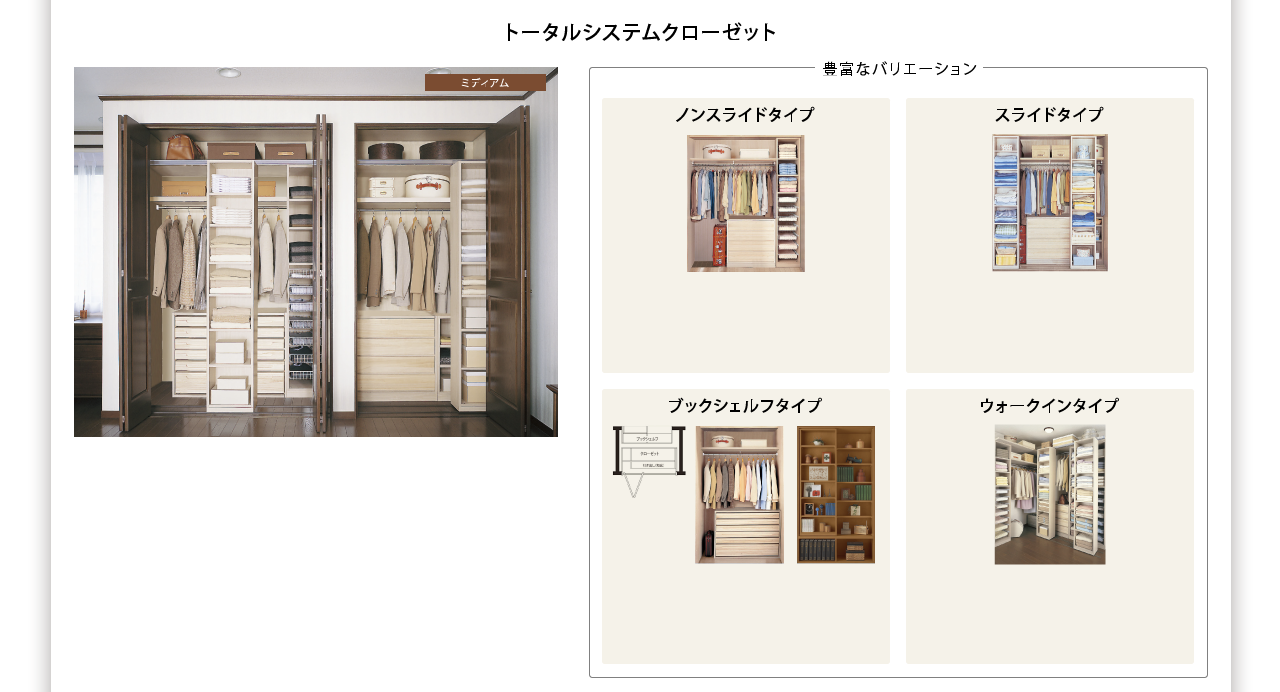 トータルシステムクローゼット
ミディアム
豊富なバリエーション
ノンスライドタイプ
スライドタイプ
ブックシェルフタイプ
ウォークインタイプ
ブックシェルフ
クローゼット